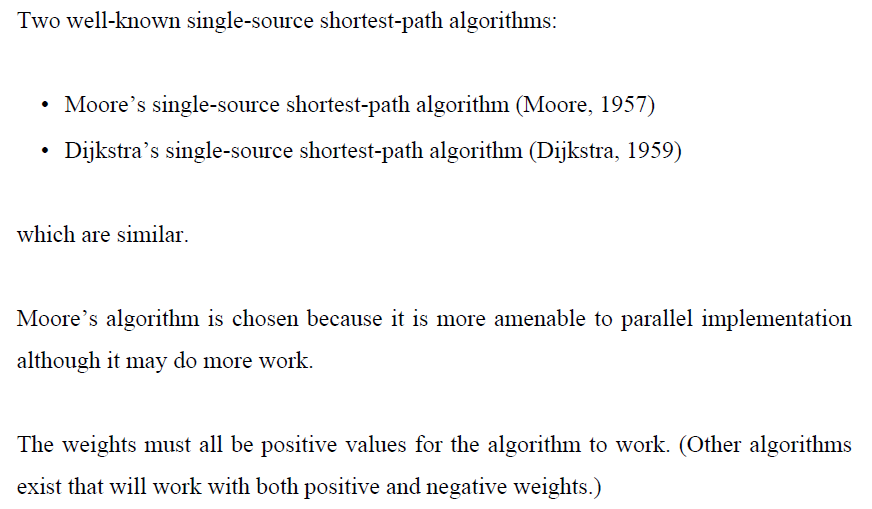 Two well-known single-source shortest-path algorithms:
• Moore’s single-source shortest-path algorithm (Moore, 1957)
• Dijkstra’s single-source shortest-path algorithm (Dijkstra, 1959)
which are similar.
Moore’s algorithm is chosen because it is more amenable to parallel implementation
although it may do more work.
The weights must all be positive values for the algorithm to work. (Other algorithms
exist that will work with both positive and negative weights.)